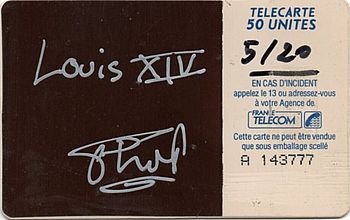 Louis XIV
TELECARTE
50 UNITES
5/20
EN CAS D'INCIDENT
appelez le 13 ou adressez-vous
à votre Agence de
FRANCE
TELECOM
Cette carte ne peut être vendue
que sous emballage scellé
A 143777